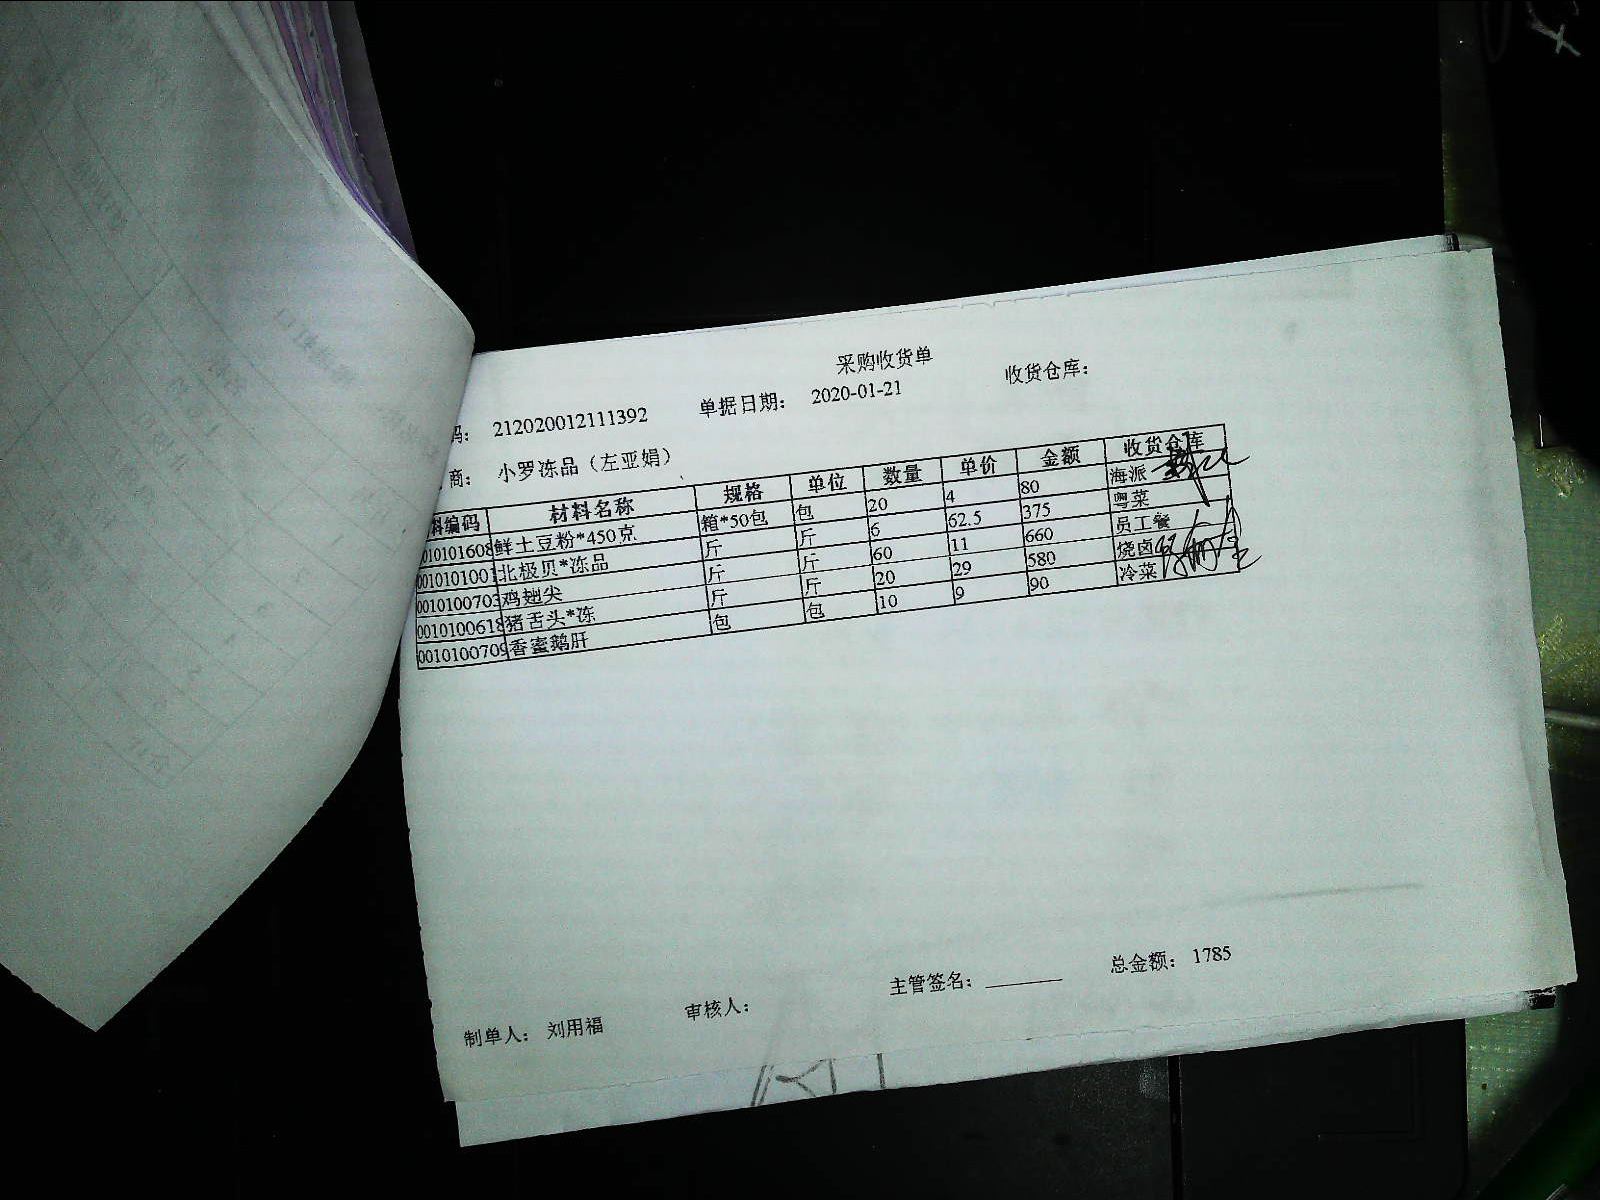 采购收货单
码： 212020012111392 单据日期： 2020-01-21 收货仓库：
商： 小罗冻品（左亚娟）
料编码 材料名称 规格 单位 数量 单价 金额 收货仓库
0010101608 鲜土豆粉*450克 箱*50包 包 20 4 80 海派
0010101001 北极贝*冻品 斤 斤 6 62.5 375 粤菜
0010100703 鸡翅尖 斤 斤 60 11 660 员工餐
0010100618 猪舌头*冻 斤 斤 20 29 580 烧卤
0010100709 香蜜鹅肝 包 包 10 9 90 冷菜
制单人： 刘用福 审核人： 主管签名： 总金额： 1785